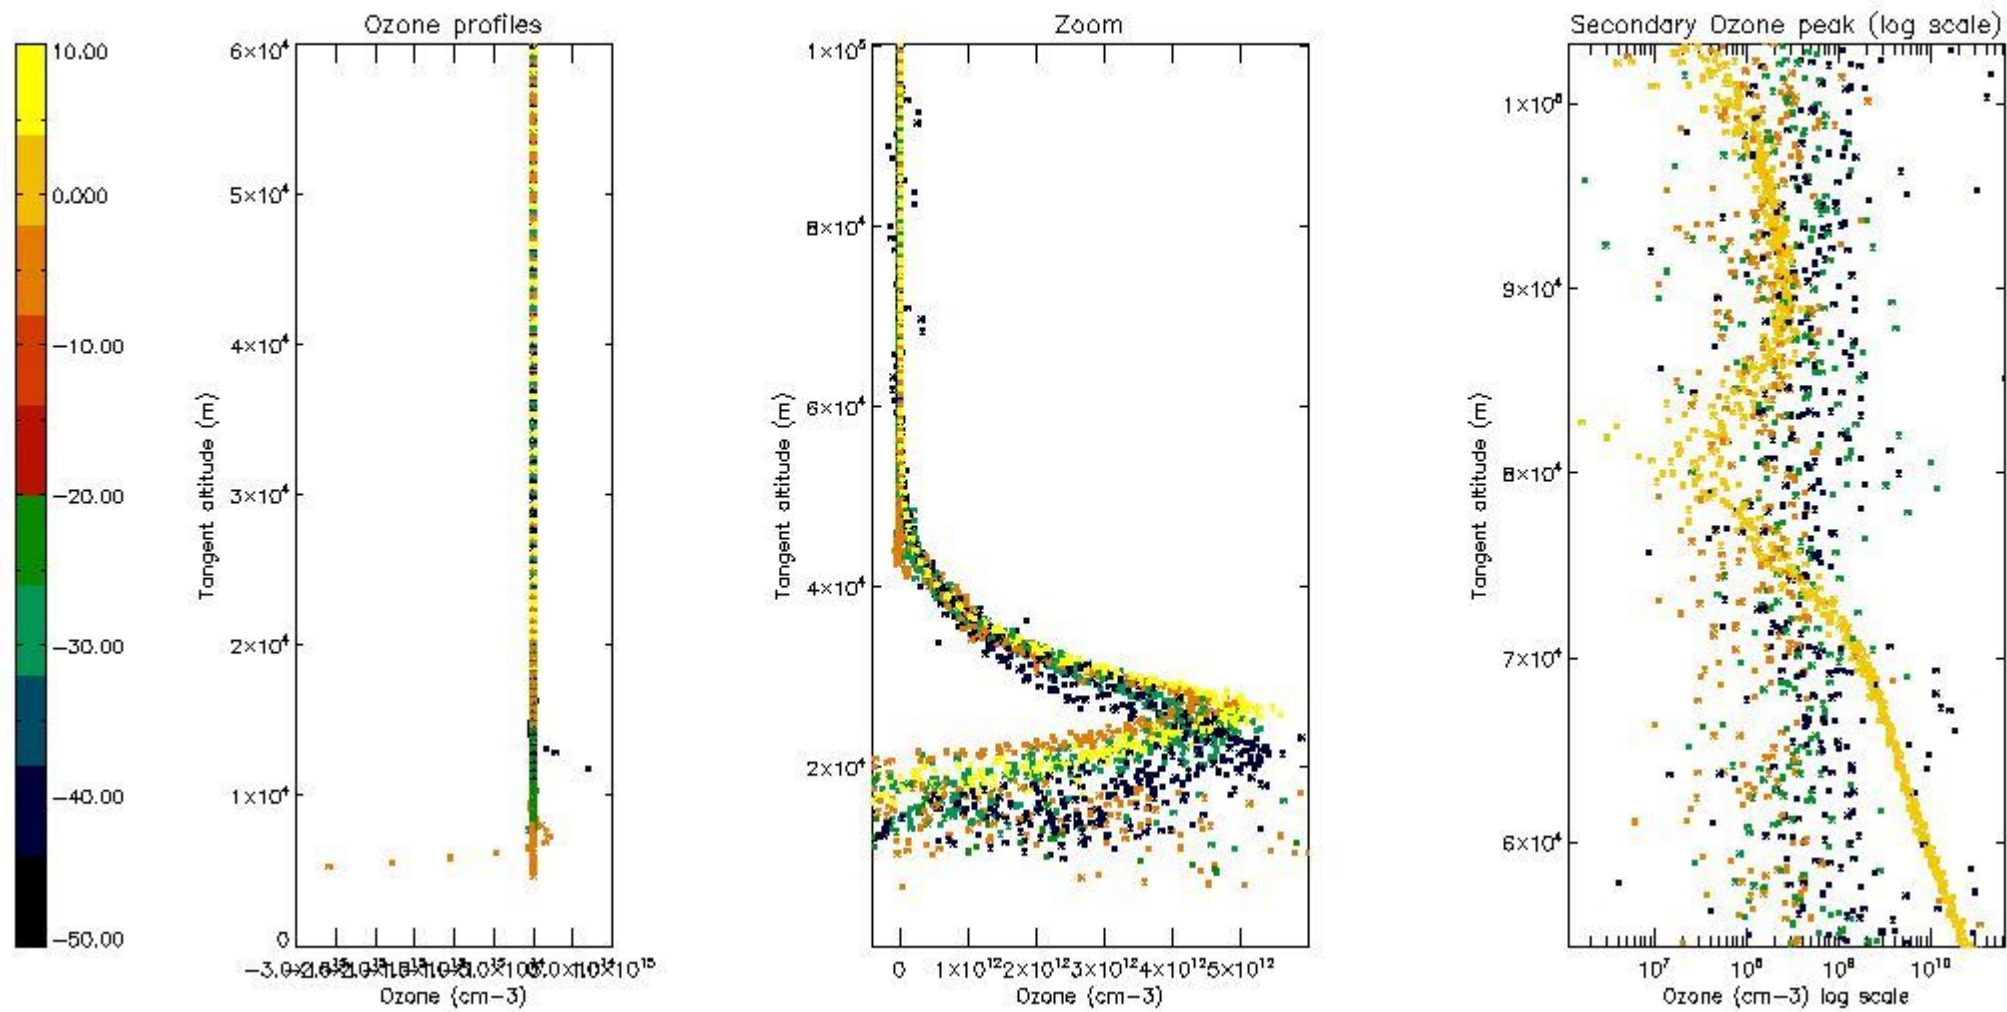 Ozone profiles
Zoom
Secondary Ozone peak (log scale)
10.00
0.000
-10.00
-20.00
-30.00
-40.00
-50.00
6×10⁴
5×10⁴
4×10⁴
3×10⁴
2×10⁴
1×10⁴
0
Tangent altitude (m)
Ozone (cm-3)
1×10⁵
8×10⁴
6×10⁴
4×10⁴
2×10⁴
Tangent altitude (m)
0 1×10¹² 2×10¹² 3×10¹² 4×10¹² 5×10¹²
Ozone (cm-3)
1×10⁵
9×10⁴
8×10⁴
7×10⁴
6×10⁴
Tangent altitude (m)
10⁷ 10⁸ 10⁹ 10¹⁰
Ozone (cm-3) log scale